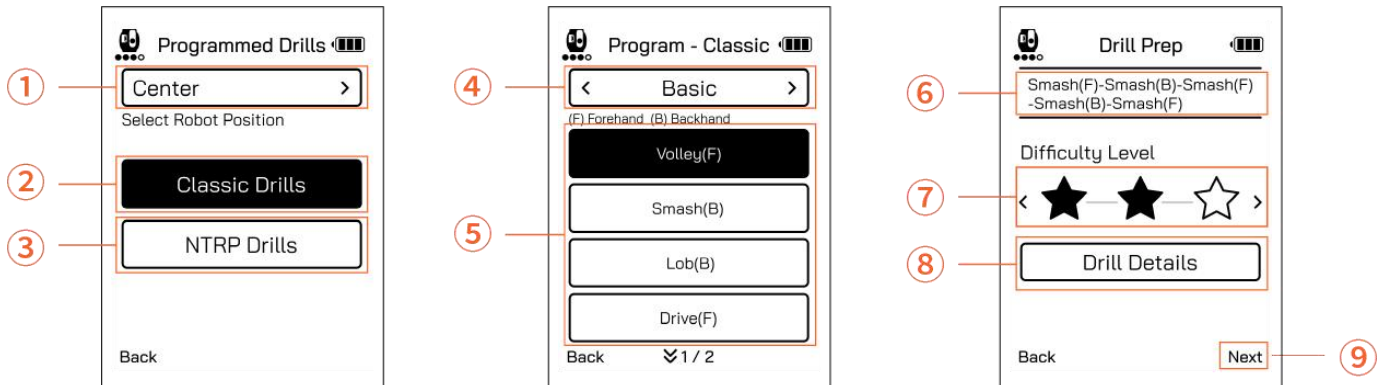 Programmed Drills
1
Center >
Select Robot Position
2
Classic Drills
3
NTRP Drills
Back
Program - Classic
4
< Basic >
(F) Forehand (B) Backhand
5
Volley(F)
Smash(B)
Lob(B)
Drive(F)
Back 1 / 2
Drill Prep
6
Smash(F)-Smash(B)-Smash(F)
-Smash(B)-Smash(F)
Difficulty Level
7
< >
8
Drill Details
Back Next
9